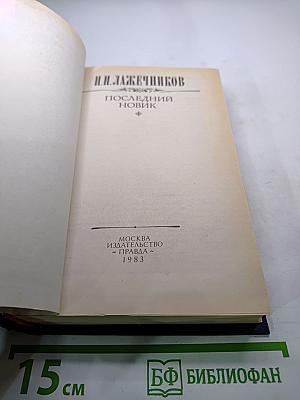 И.И.ЛАЖЕЧНИКОВ
ПОСЛЕДНИЙ
НОВИК
МОСКВА
ИЗДАТЕЛЬСТВО
«ПРАВДА»
1983
15 см
БФ БИБЛИОФАН